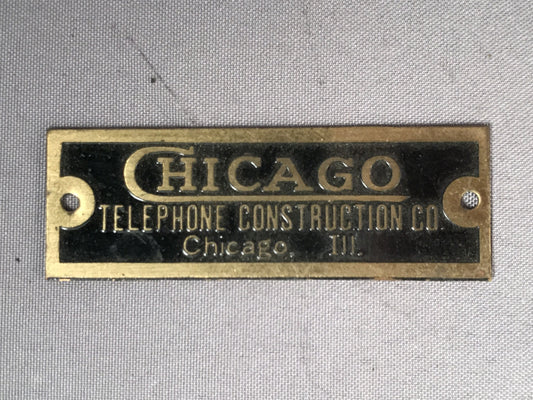 CHICAGO
TELEPHONE CONSTRUCTION CO.
Chicago, Ill.